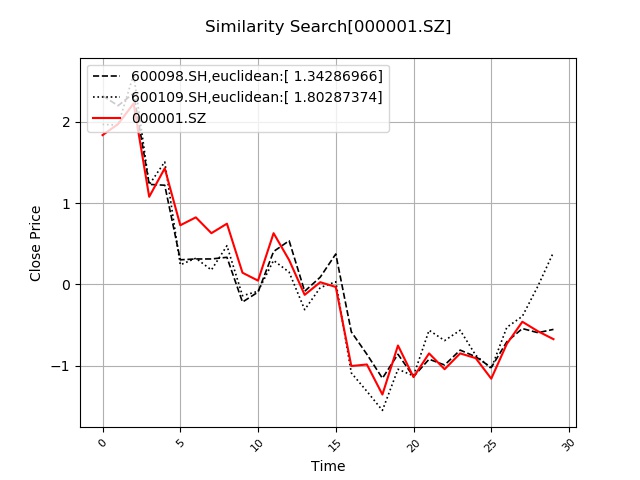 Similarity Search[000001.SZ]
600098.SH,euclidean:[ 1.34286966]
600109.SH,euclidean:[ 1.80287374]
000001.SZ
Close Price
2
1
0
−1
0 5 10 15 20 25 30
Time